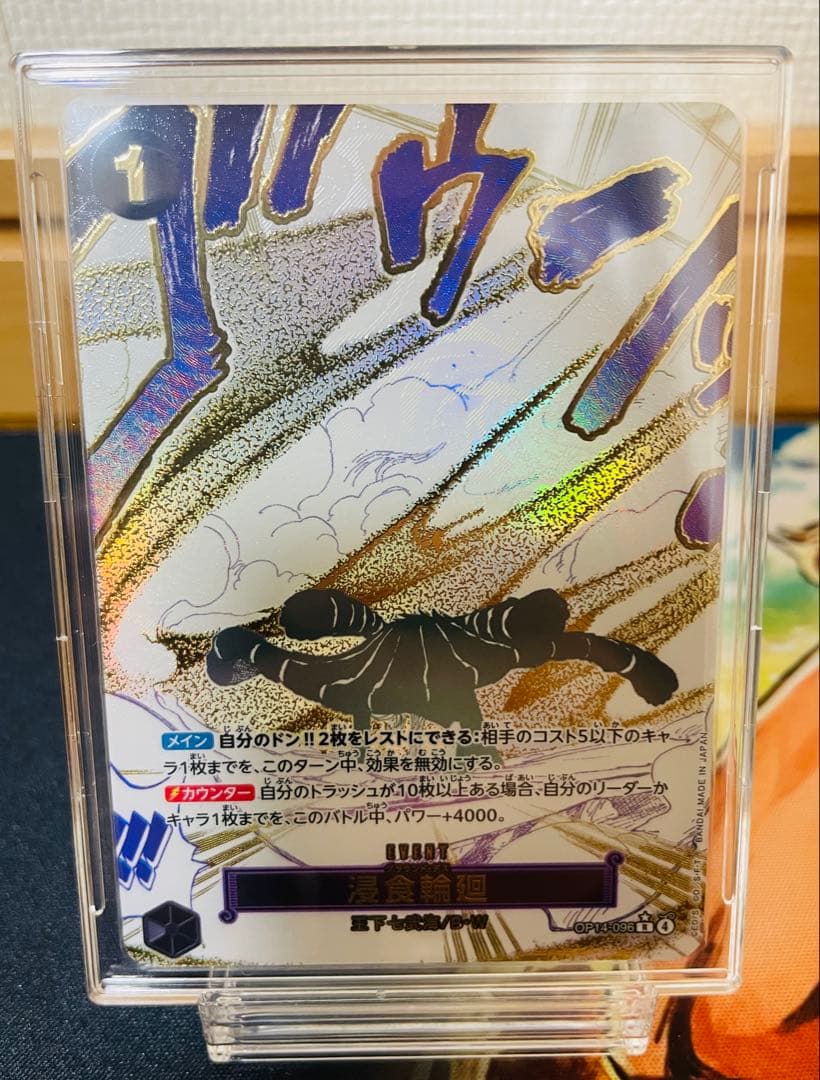 1
ゥ
メイン 自分のドン!!2枚をレストにできる:相手のコスト5以下のキャ
ラ1枚までを、このターン中、効果を無効にする。
カウンター 自分のトラッシュが10枚以上ある場合、自分のリーダーか
キャラ1枚までを、このバトル中、パワー+4000。
!!!
EVENT
浸食輪廻
王下七武海/B・W
OP14-096 R 4
BANDAI MADE IN JAPAN